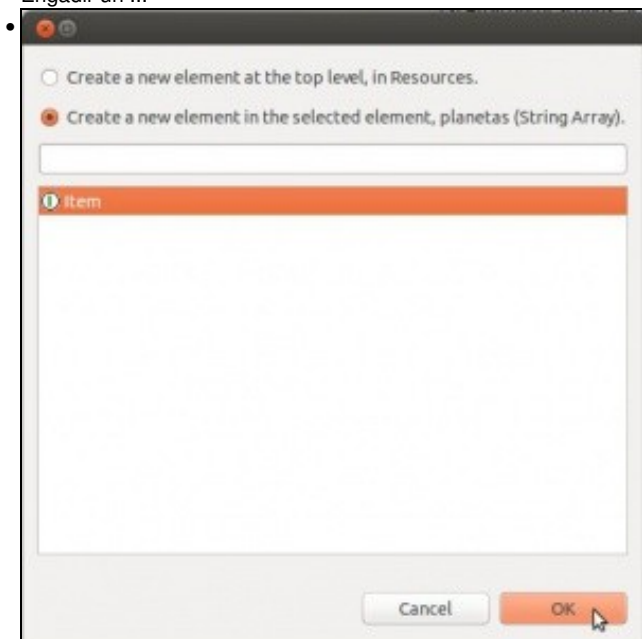 Engadir un ...
Create a new element at the top level, in Resources.
Create a new element in the selected element, planetas (String Array).
Item
Cancel
OK